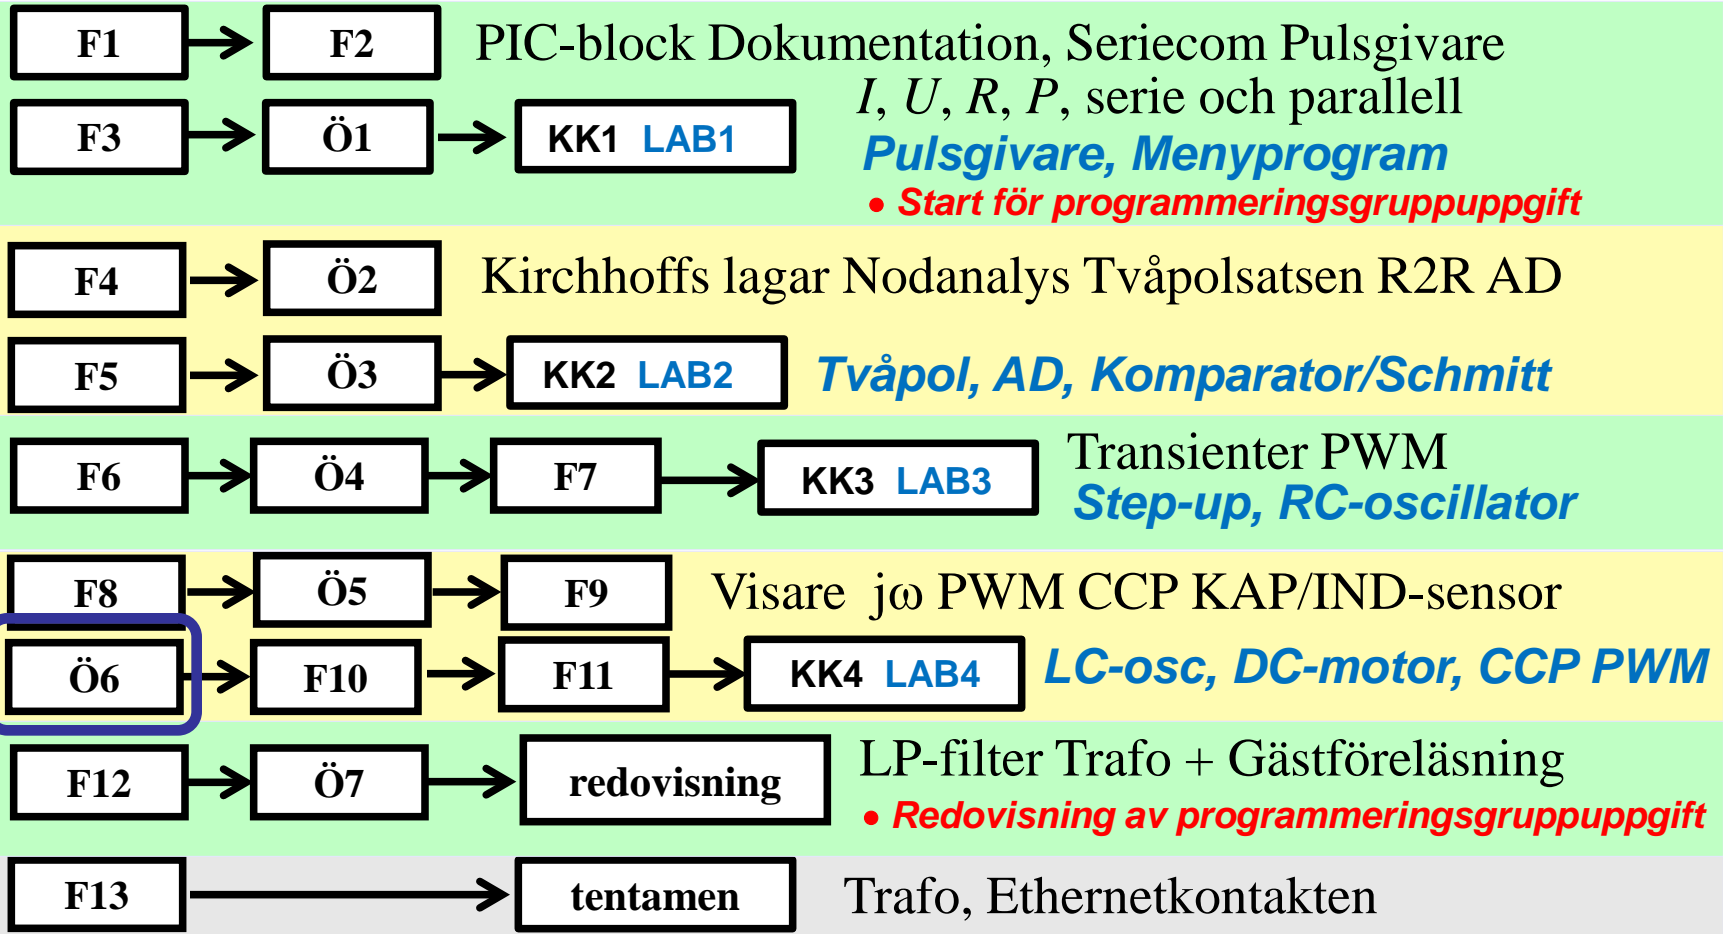 F1 F2 PIC-block Dokumentation, Seriecom Pulsgivare
I, U, R, P, serie och parallell
F3 Ö1 KK1 LAB1
Pulsgivare, Menyprogram
• Start för programmeringsgruppuppgift
F4 Ö2 Kirchhoffs lagar Nodanalys Tvåpolsatsen R2R AD
F5 Ö3 KK2 LAB2 Tvåpol, AD, Komparator/Schmitt
F6 Ö4 F7 KK3 LAB3 Transienter PWM
Step-up, RC-oscillator
F8 Ö5 F9 Visare jω PWM CCP KAP/IND-sensor
Ö6 F10 F11 KK4 LAB4 LC-osc, DC-motor, CCP PWM
F12 Ö7 redovisning LP-filter Trafo + Gästföreläsning
• Redovisning av programmeringsgruppuppgift
F13 tentamen Trafo, Ethernetkontakten